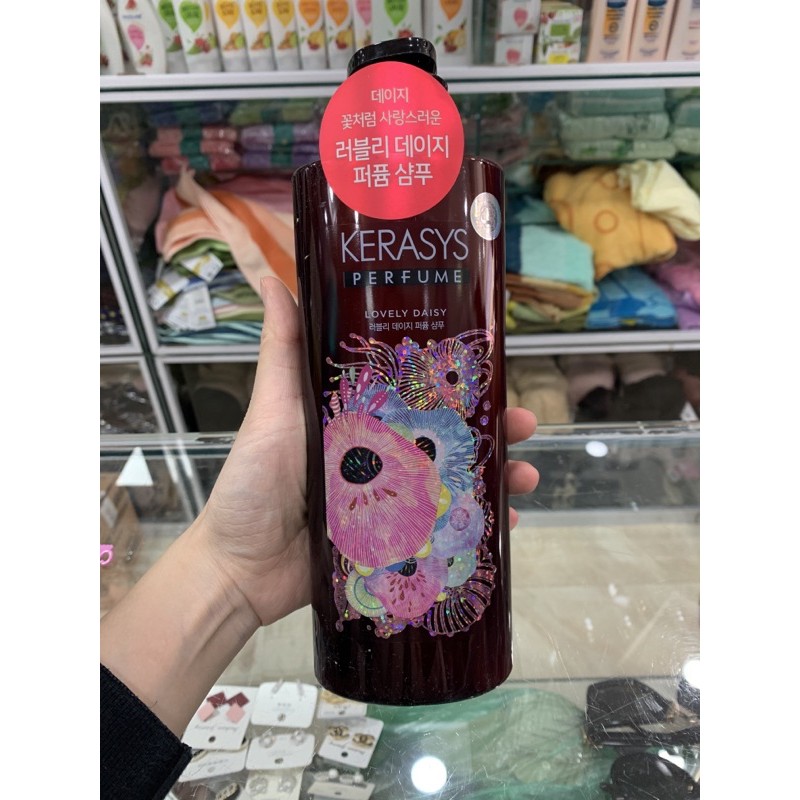 데이지
꽃처럼 사랑스러운
러블리 데이지
퍼퓸 샴푸
KERASYS
PERFUME
LOVELY DAISY
러블리 데이지 퍼퓸 샴푸